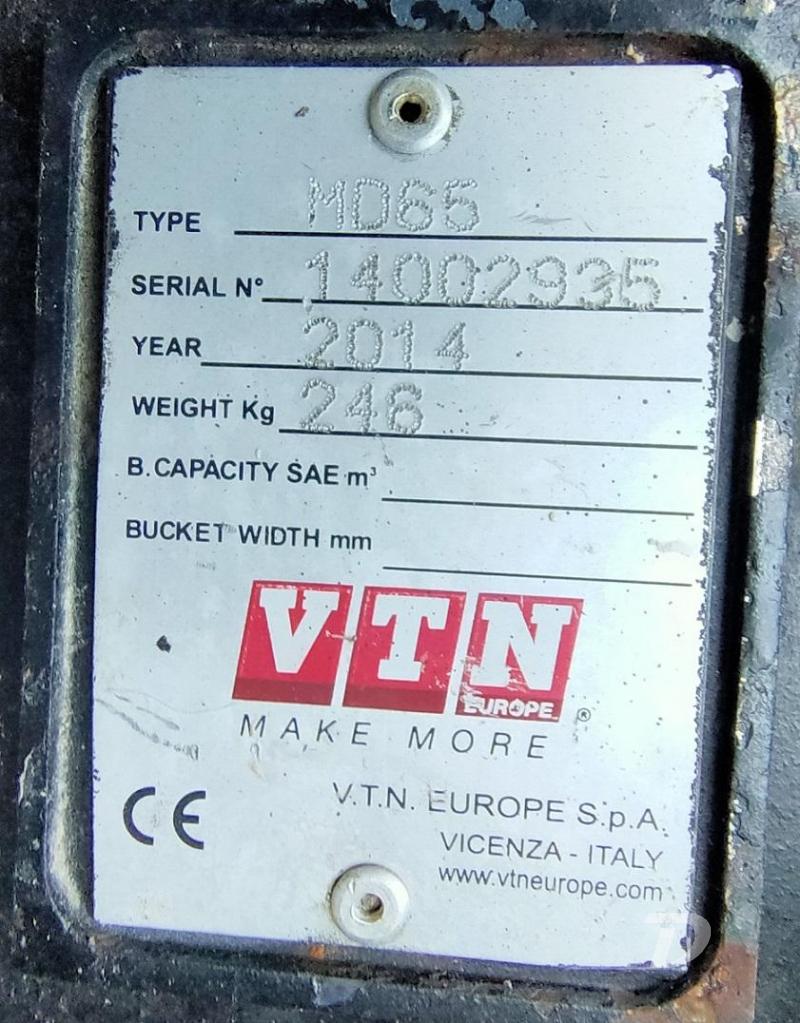 TYPE MD65
SERIAL N° 14002935
YEAR 2014
WEIGHT Kg 246
B.CAPACITY SAE m³
BUCKET WIDTH mm
VTN
EUROPE
®
MAKE MORE
CE
V.T.N. EUROPE S.p.A.
VICENZA - ITALY
www.vtneurope.com